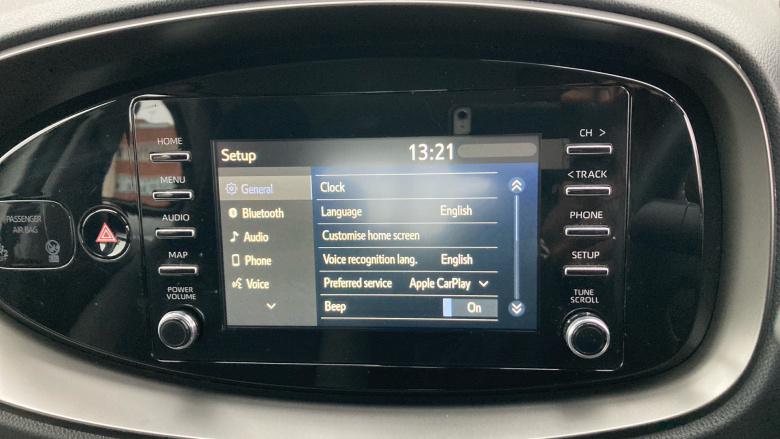 HOME
MENU
AUDIO
MAP
POWER
VOLUME
PASSENGER
AIR BAG
Setup 13:21
General
Bluetooth
Audio
Phone
Voice
Clock
Language English
Customise home screen
Voice recognition lang. English
Preferred service Apple CarPlay
Beep On
CH >
< TRACK
PHONE
SETUP
TUNE
SCROLL